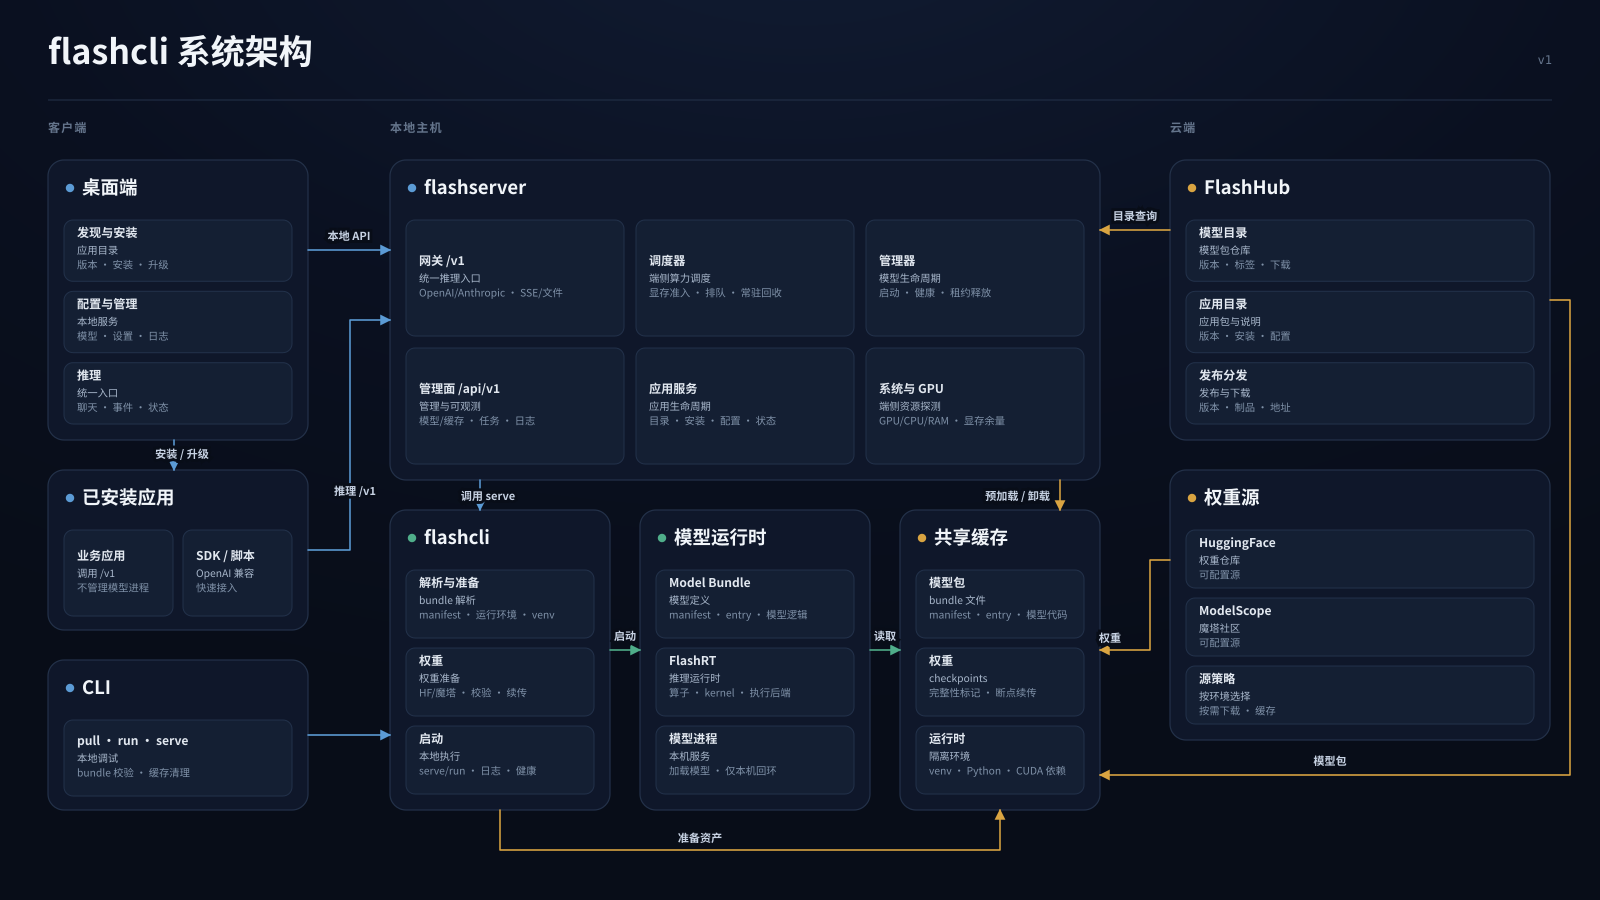 flashcli 系统架构
v1
客户端
本地主机
云端
桌面端
发现与安装
应用目录
版本 • 安装 • 升级
配置与管理
本地服务
模型 • 设置 • 日志
推理
统一入口
聊天 • 事件 • 状态
本地 API
安装 / 升级
已安装应用
业务应用
调用 /v1
不管理模型进程
SDK / 脚本
OpenAI 兼容
快速接入
推理 /v1
CLI
pull • run • serve
本地调试
bundle 校验 • 缓存清理
flashserver
网关 /v1
统一推理入口
OpenAI/Anthropic • SSE/文件
调度器
端侧算力调度
显存准入 • 排队 • 常驻回收
管理器
模型生命周期
启动 • 健康 • 租约释放
管理面 /api/v1
管理与可观测
模型/缓存 • 任务 • 日志
应用服务
应用生命周期
目录 • 安装 • 配置 • 状态
系统与 GPU
端侧资源探测
GPU/CPU/RAM • 显存余量
调用 serve
预加载 / 卸载
flashcli
解析与准备
bundle 解析
manifest • 运行环境 • venv
权重
权重准备
HF/魔塔 • 校验 • 续传
启动
本地执行
serve/run • 日志 • 健康
启动
模型运行时
Model Bundle
模型定义
manifest • entry • 模型逻辑
FlashRT
推理运行时
算子 • kernel • 执行后端
模型进程
本机服务
加载模型 • 仅本机回环
读取
共享缓存
模型包
bundle 文件
manifest • entry • 模型代码
权重
checkpoints
完整性标记 • 断点续传
运行时
隔离环境
venv • Python • CUDA 依赖
准备资产
目录查询
FlashHub
模型目录
模型包仓库
版本 • 标签 • 下载
应用目录
应用包与说明
版本 • 安装 • 配置
发布分发
发布与下载
版本 • 制品 • 地址
权重源
HuggingFace
权重仓库
可配置源
ModelScope
魔塔社区
可配置源
源策略
按环境选择
按需下载 • 缓存
权重
模型包